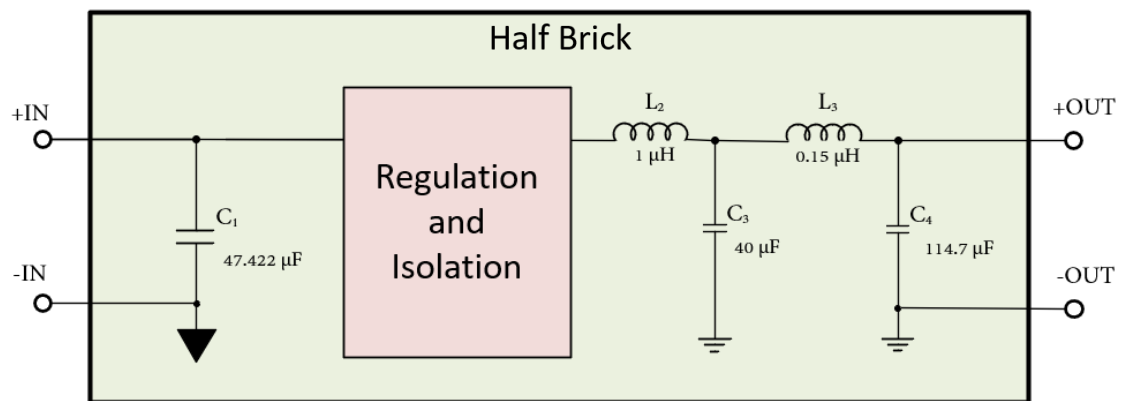 Half Brick
+IN
-IN
C₁
47.422 µF
Regulation
and
Isolation
L₂
1 µH
C₃
40 µF
L₃
0.15 µH
C₄
114.7 µF
+OUT
-OUT